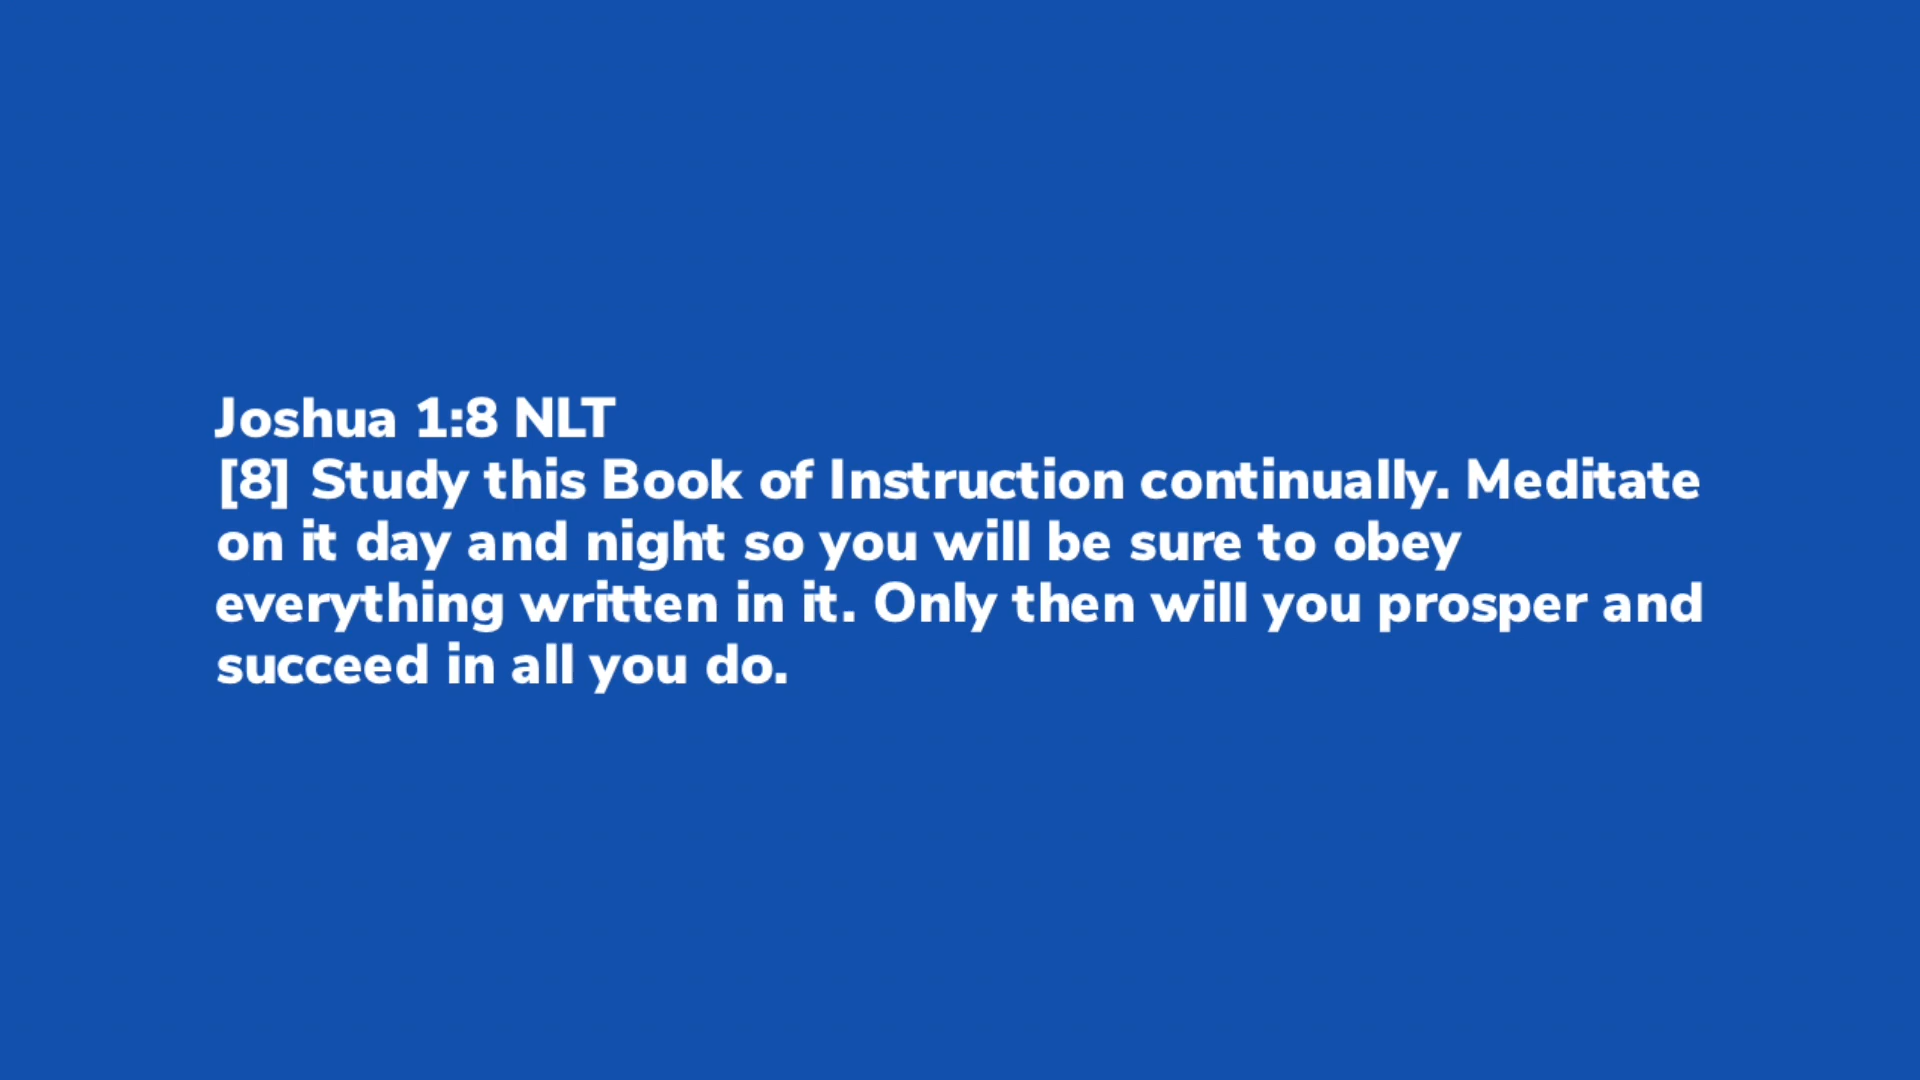 Joshua 1:8 NLT
[8] Study this Book of Instruction continually. Meditate
on it day and night so you will be sure to obey
everything written in it. Only then will you prosper and
succeed in all you do.